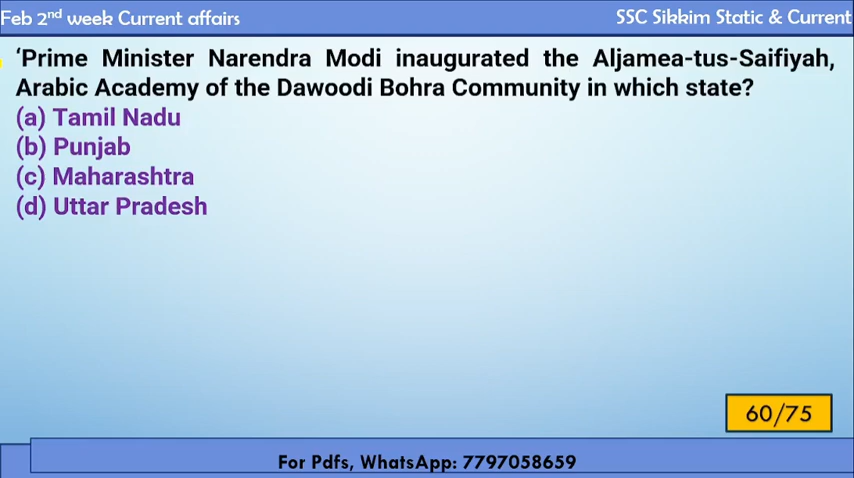 Feb 2nd week Current affairs
SSC Sikkim Static & Current
‘Prime Minister Narendra Modi inaugurated the Aljamea-tus-Saifiyah,
Arabic Academy of the Dawoodi Bohra Community in which state?
(a) Tamil Nadu
(b) Punjab
(c) Maharashtra
(d) Uttar Pradesh
60/75
For Pdfs, WhatsApp: 7797058659